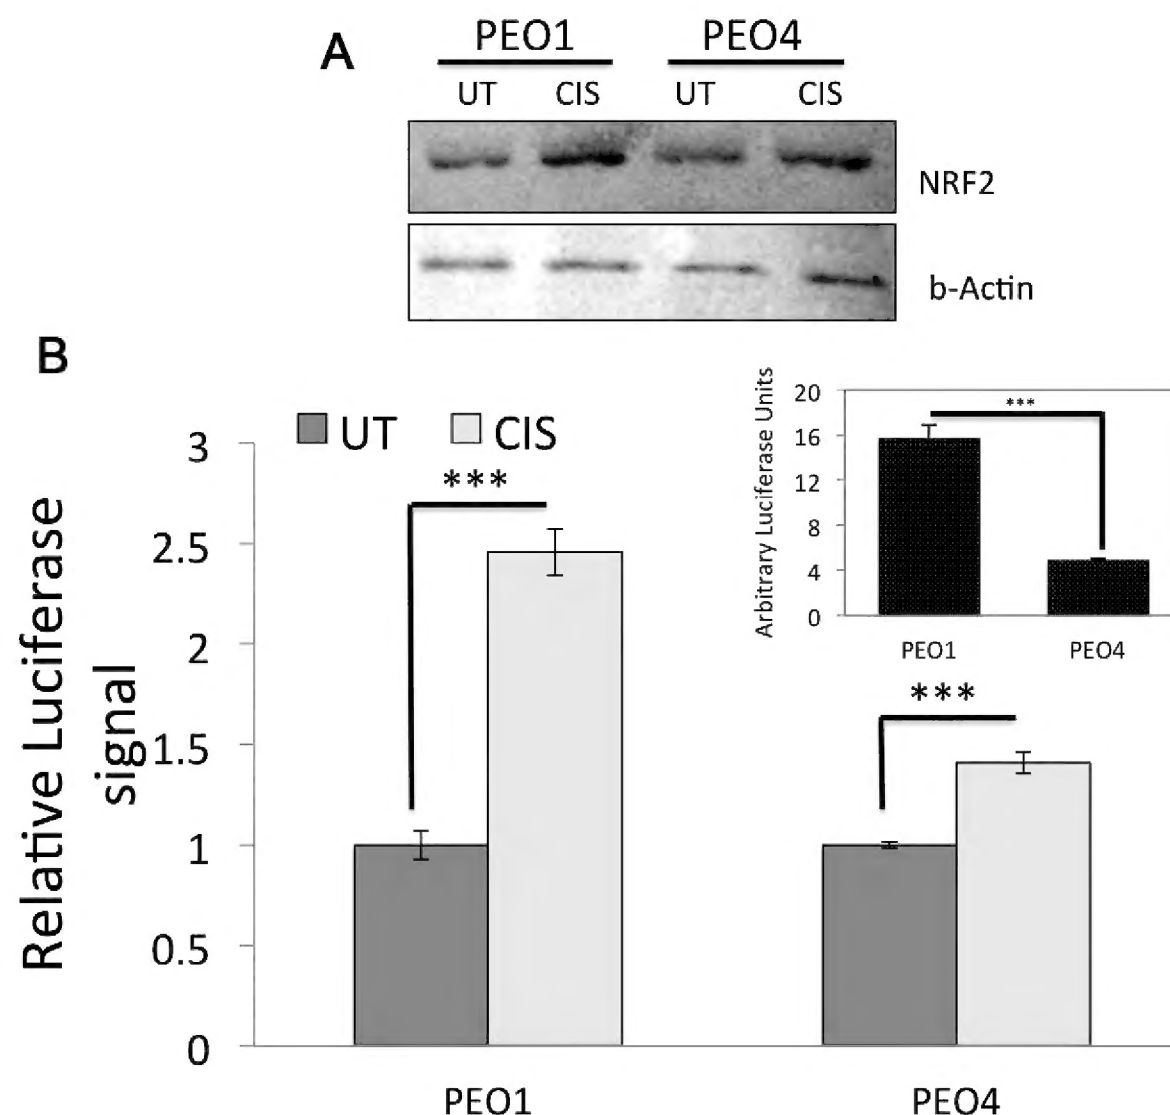 A
PEO1 PEO4
UT CIS UT CIS
NRF2
b-Actin
B
UT CIS
Relative Luciferase
signal
3
2.5
2
1.5
1
0.5
0
***
***
PEO1 PEO4
Arbitrary Luciferase Units
20
16
12
8
4
0
***
PEO1 PEO4